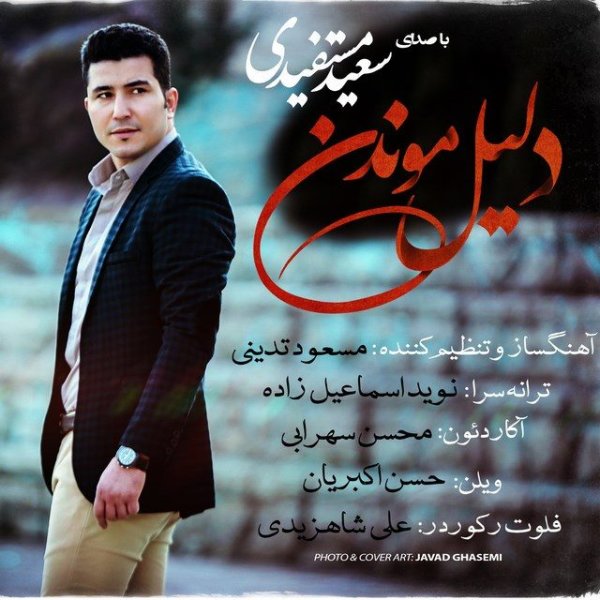 با صدای
سعید مستفیدی
دلیل موندن
آهنگساز و تنظیم کننده: مسعود تدینی
ترانه سرا: نوید اسماعیل زاده
آکاردئون: محسن سهرابی
ویلن: حسن اکبریان
فلوت رکوردر: علی شاهزیدی
PHOTO & COVER ART: JAVAD GHASEMI